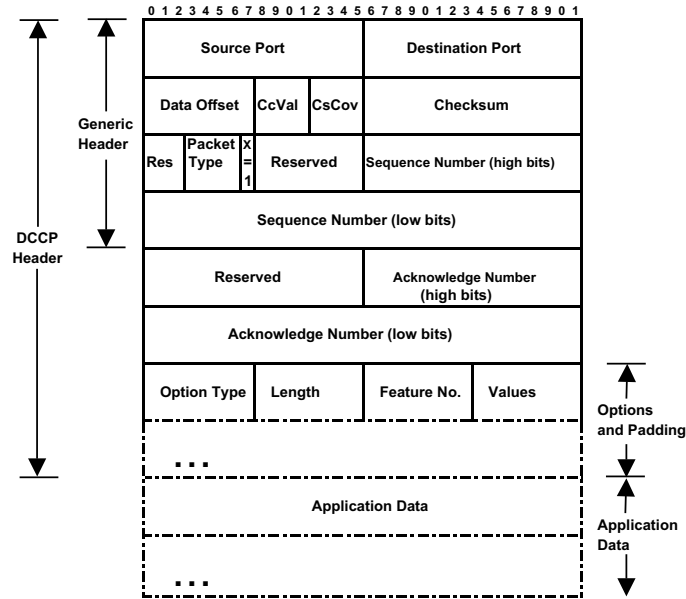 0 1 2 3 4 5 6 7 8 9 0 1 2 3 4 5 6 7 8 9 0 1 2 3 4 5 6 7 8 9 0 1
Source Port
Destination Port
Data Offset
CcVal
CsCov
Checksum
Generic
Header
Res
Packet
Type
X
=
1
Reserved
Sequence Number (high bits)
Sequence Number (low bits)
DCCP
Header
Reserved
Acknowledge Number
(high bits)
Acknowledge Number (low bits)
Option Type
Length
Feature No.
Values
Options
and Padding
...
Application Data
Application
Data
...